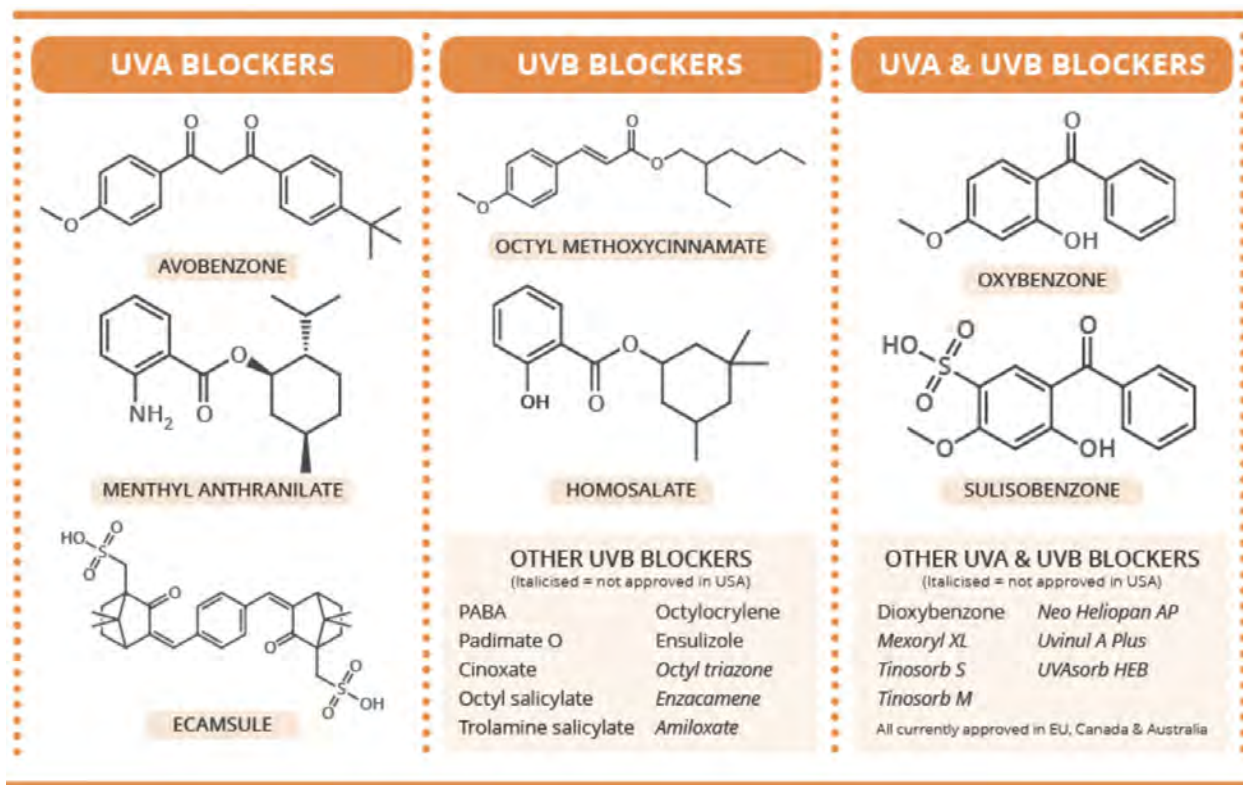 UVA BLOCKERS
O O
O
AVOBENZONE
O
NH2 O
MENTHYL ANTHRANILATE
HO O
S
O
O
O
O
S
O OH
ECAMSULE
UVB BLOCKERS
O
O
O
OCTYL METHOXYCINNAMATE
O
OH O
HOMOSALATE
OTHER UVB BLOCKERS
(Italicised = not approved in USA)
PABA Octylocrylene
Padimate O Ensulizole
Cinoxate Octyl triazone
Octyl salicylate Enzacamene
Trolamine salicylate Amiloxate
UVA & UVB BLOCKERS
O
O OH
OXYBENZONE
HO O O
S
O
O OH
SULISOBENZONE
OTHER UVA & UVB BLOCKERS
(Italicised = not approved in USA)
Dioxybenzone Neo Heliopan AP
Mexoryl XL Uvinul A Plus
Tinosorb S UVAsorb HEB
Tinosorb M
All currently approved in EU, Canada & Australia